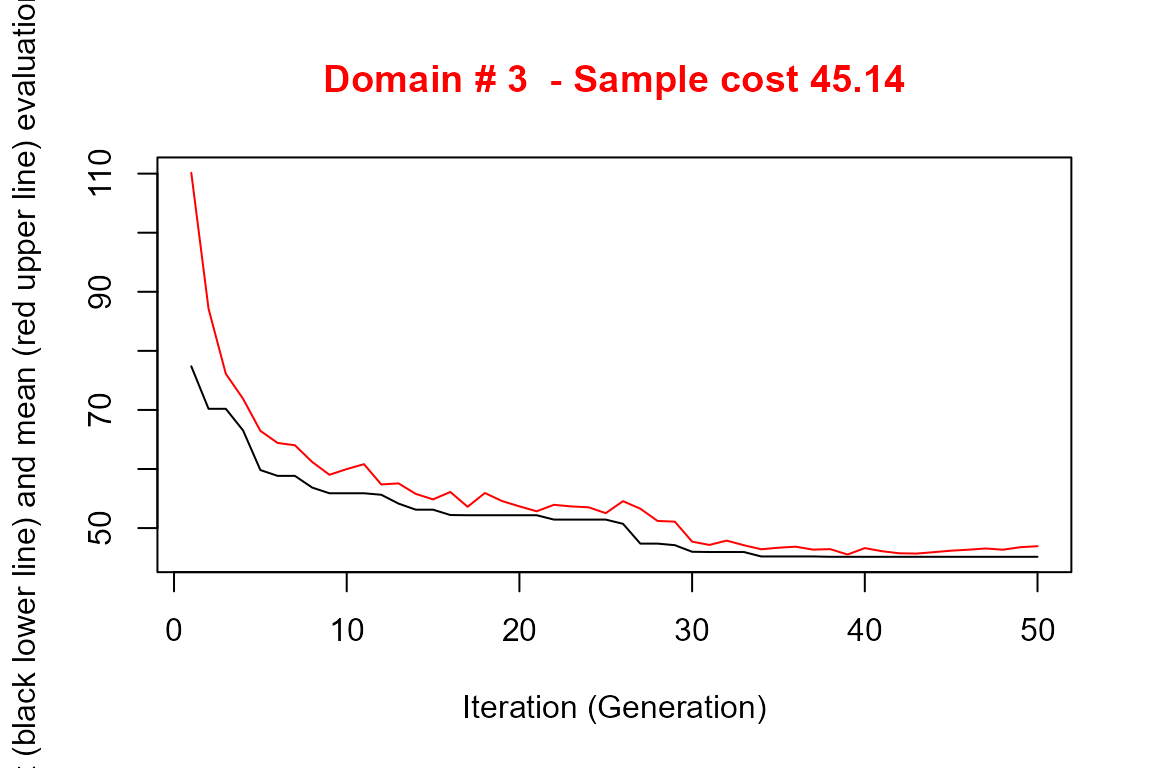 Domain # 3  - Sample cost 45.14
(black lower line) and mean (red upper line) evaluation
110
90
70
50
0 10 20 30 40 50
Iteration (Generation)